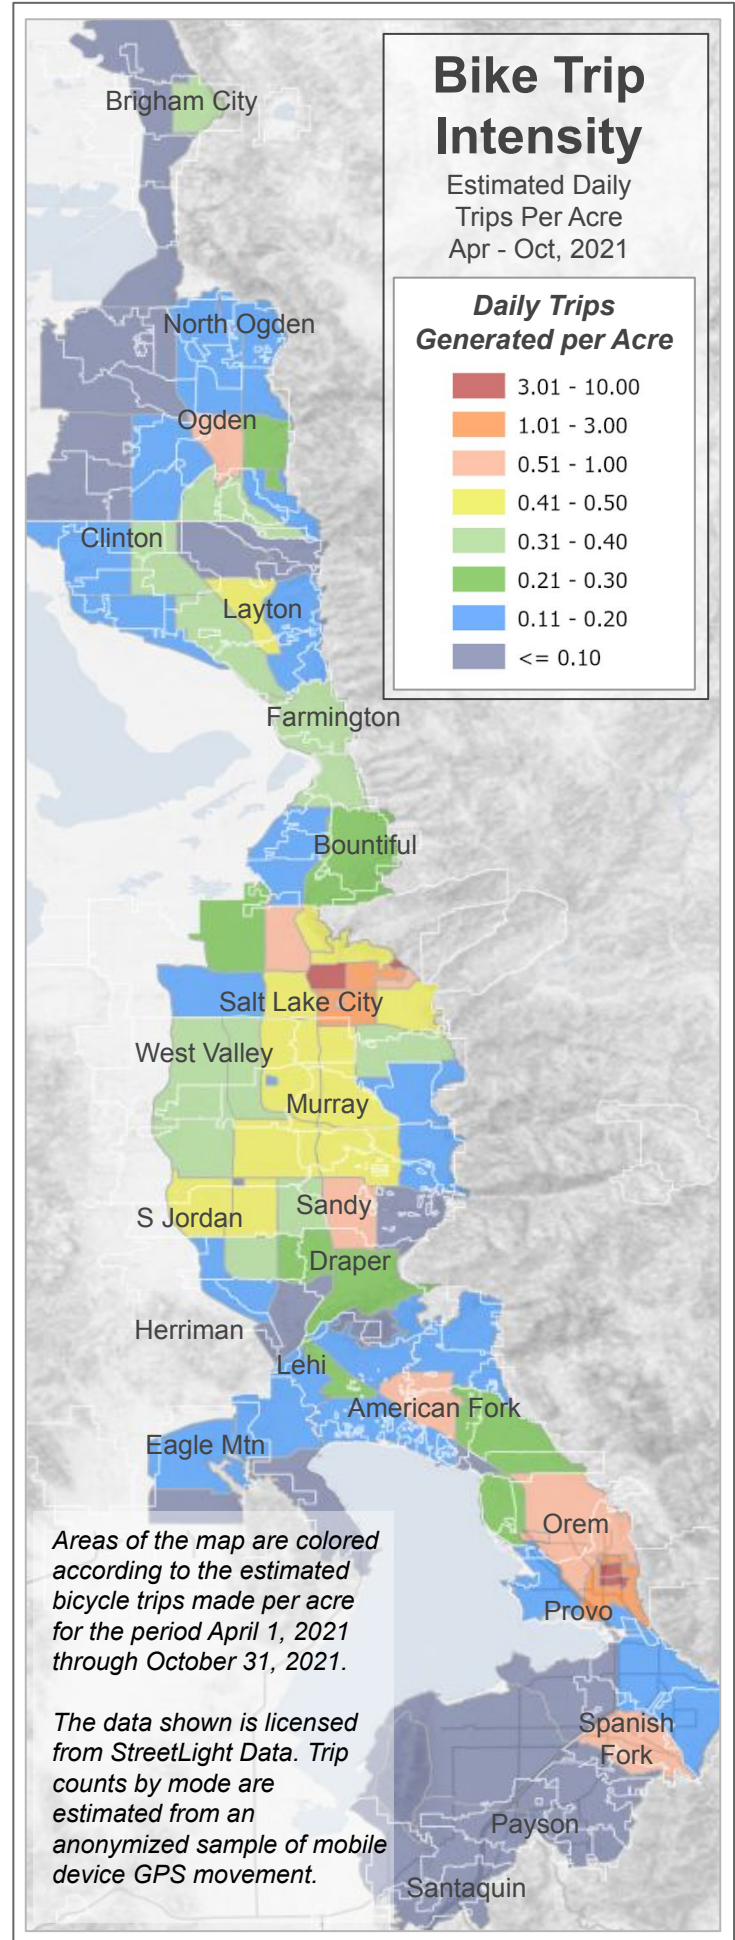 Bike Trip
Intensity
Estimated Daily
Trips Per Acre
Apr - Oct, 2021
Daily Trips
Generated per Acre
3.01 - 10.00
1.01 - 3.00
0.51 - 1.00
0.41 - 0.50
0.31 - 0.40
0.21 - 0.30
0.11 - 0.20
<= 0.10
Brigham City
North Ogden
Ogden
Clinton
Layton
Farmington
Bountiful
Salt Lake City
West Valley
Murray
Sandy
S Jordan
Draper
Herriman
Lehi
American Fork
Eagle Mtn
Orem
Provo
Spanish
Fork
Payson
Santaquin
Areas of the map are colored
according to the estimated
bicycle trips made per acre
for the period April 1, 2021
through October 31, 2021.
The data shown is licensed
from StreetLight Data. Trip
counts by mode are
estimated from an
anonymized sample of mobile
device GPS movement.